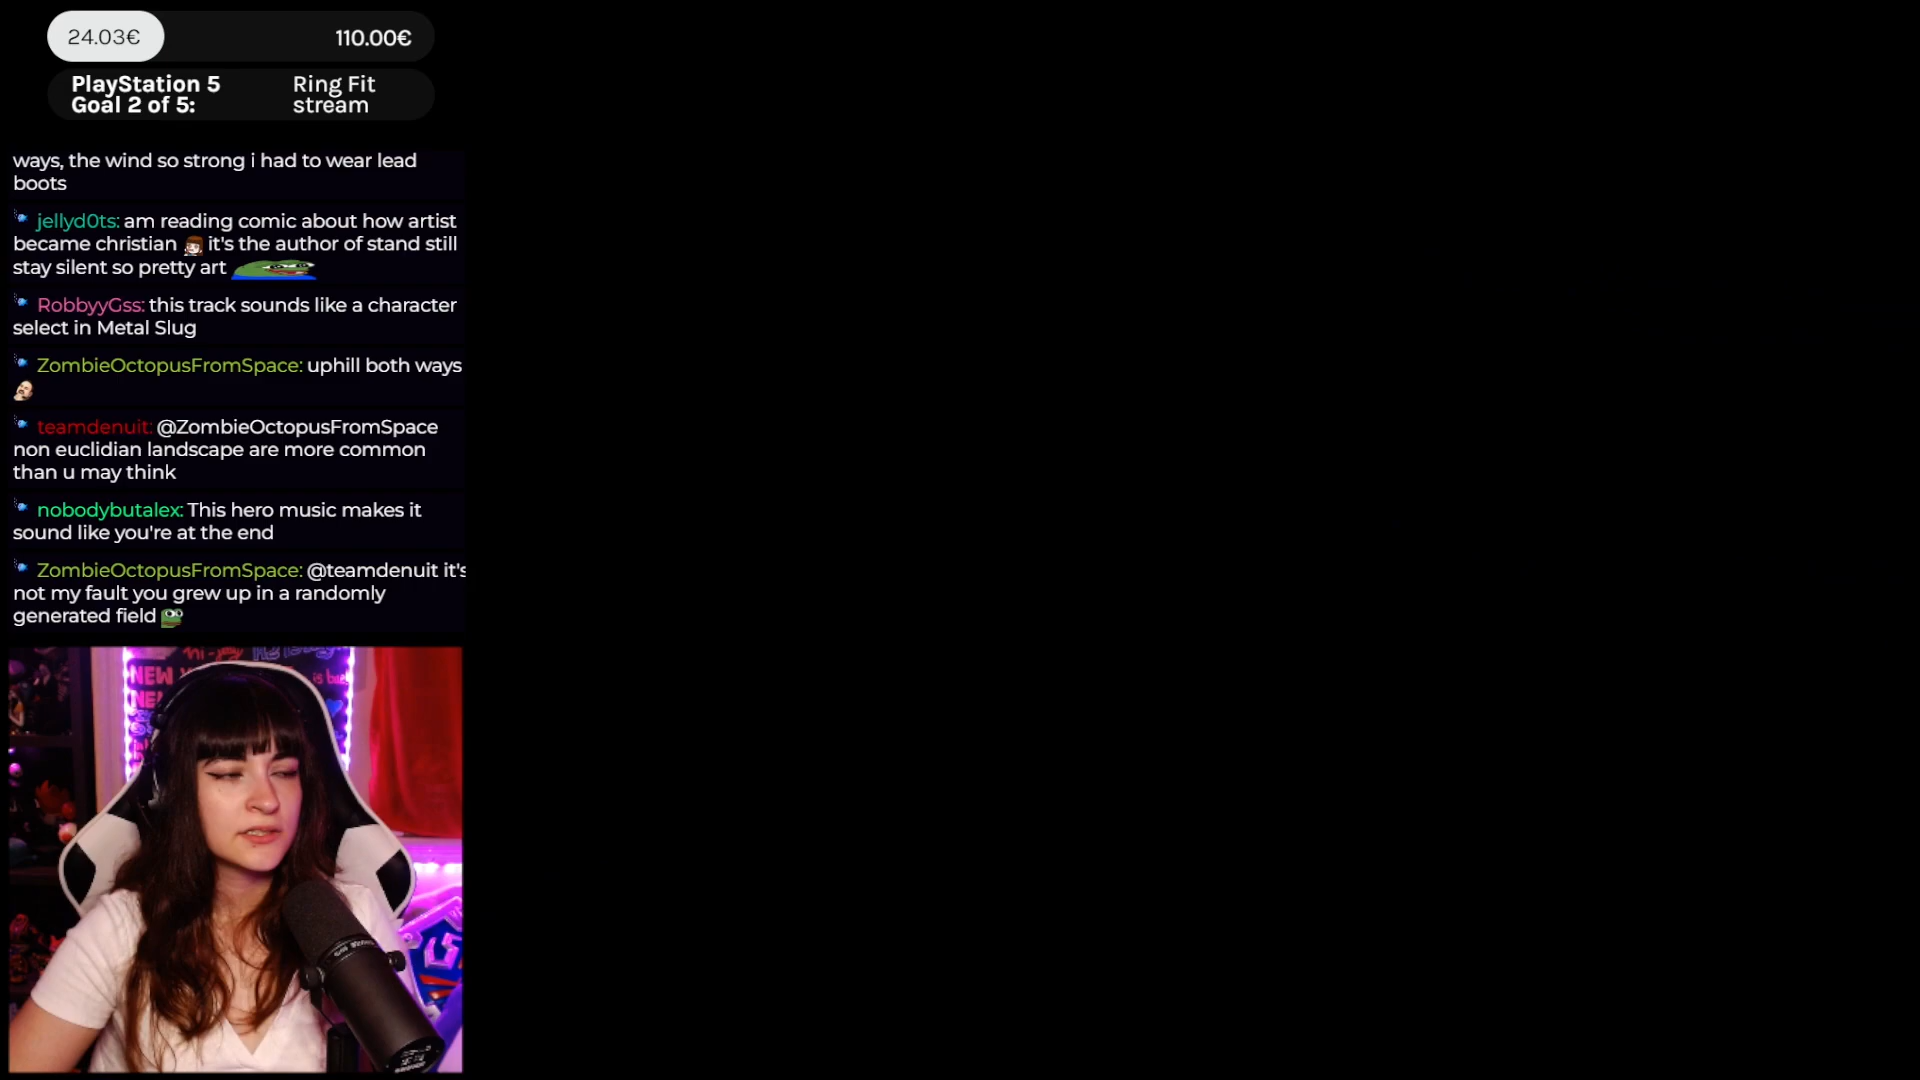 24.03€ 110.00€
PlayStation 5
Goal 2 of 5:
Ring Fit
stream
ways, the wind so strong i had to wear lead
boots
jellyd0ts: am reading comic about how artist
became christian it's the author of stand still
stay silent so pretty art
RobbyyGss: this track sounds like a character
select in Metal Slug
ZombieOctopusFromSpace: uphill both ways
teamdenuit: @ZombieOctopusFromSpace
non euclidian landscape are more common
than u may think
nobodybutalex: This hero music makes it
sound like you're at the end
ZombieOctopusFromSpace: @teamdenuit it's
not my fault you grew up in a randomly
generated field
NEW
is